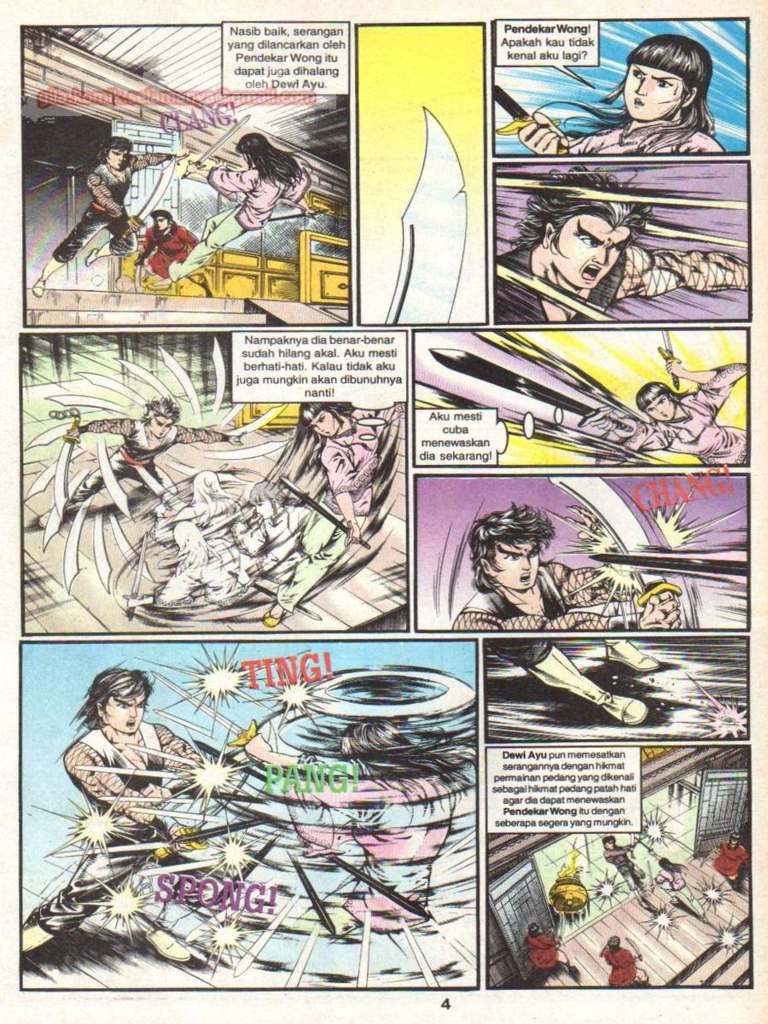 Nasib baik, serangan
yang dilancarkan oleh
Pendekar Wong itu
dapat juga dihalang
oleh Dewi Ayu.
CLANG!
Pendekar Wong!
Apakah kau tidak
kenal aku lagi?
Nampaknya dia benar-benar
sudah hilang akal. Aku mesti
berhati-hati. Kalau tidak aku
juga mungkin akan dibunuhnya
nanti!
Aku mesti
cuba
menewaskan
dia sekarang!
CHANG!
TING!
PANG!
SPONG!
Dewi Ayu pun memesatkan
serangannya dengan hikmat
permainan pedang yang dikenali
sebagai hikmat pedang patah hati
agar dia dapat menewaskan
Pendekar Wong itu dengan
seberapa segera yang mungkin.
4